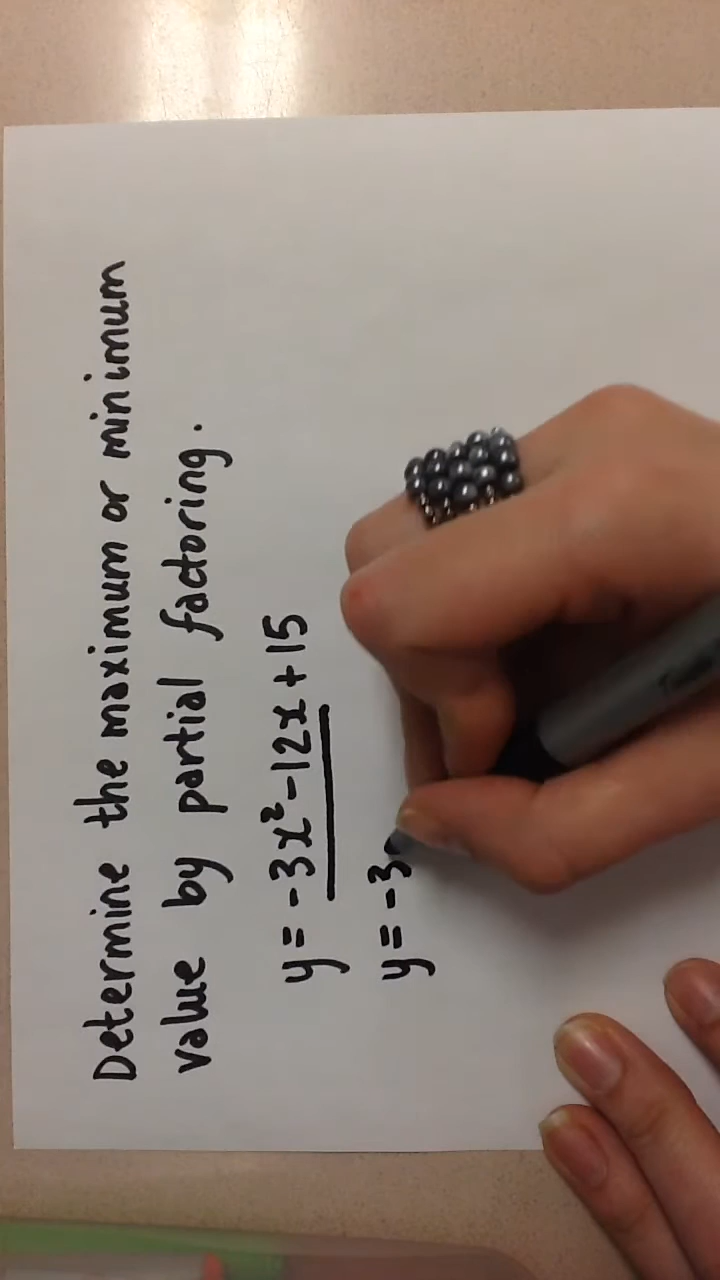 Determine the maximum or minimum
value by partial factoring.
y = -3x² - 12x + 15
y = -3